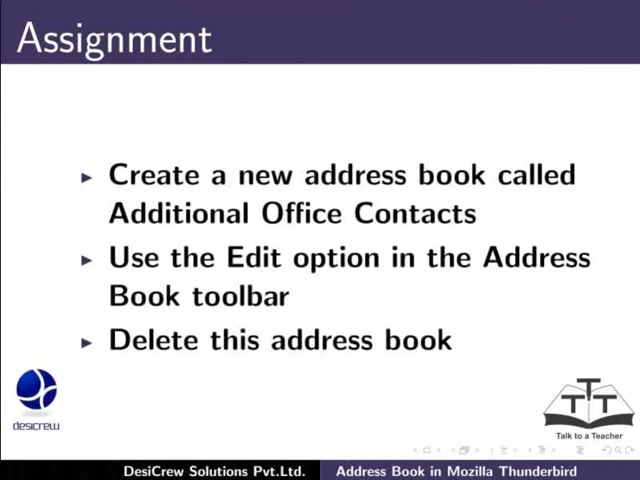 Assignment
▸ Create a new address book called
Additional Office Contacts
▸ Use the Edit option in the Address
Book toolbar
▸ Delete this address book
desicrew
TTT
Talk to a Teacher
DesiCrew Solutions Pvt.Ltd. Address Book in Mozilla Thunderbird